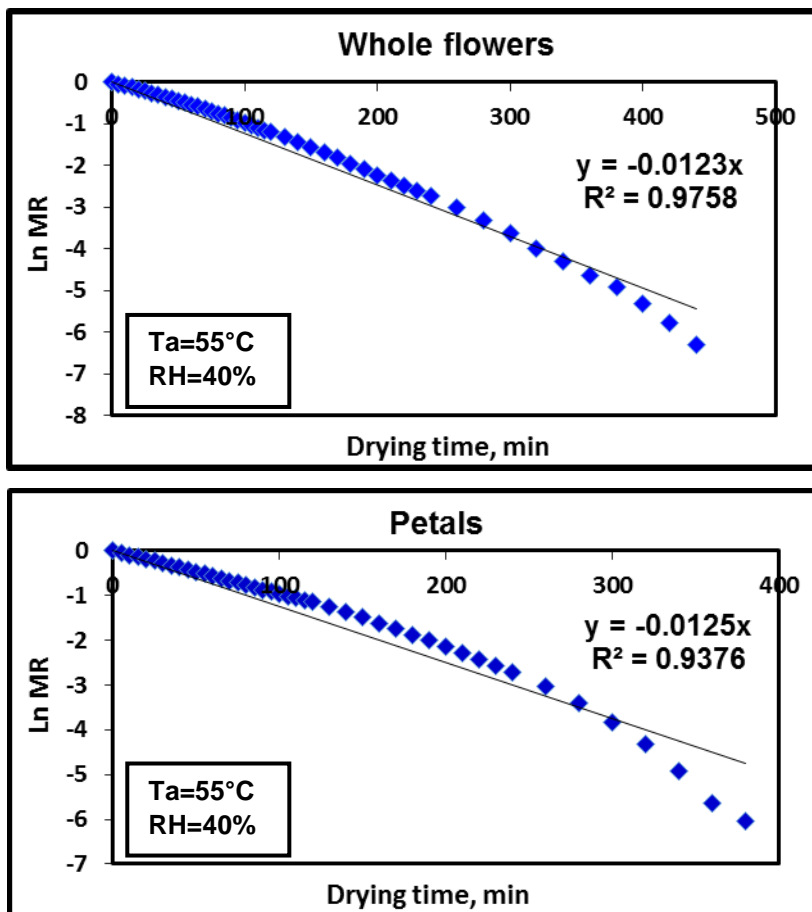 Whole flowers
0
-1
-2
-3
-4
-5
-6
-7
-8
0
100
200
300
400
500
y = -0.0123x
R² = 0.9758
Ln MR
Ta=55°C
RH=40%
Drying time, min
Petals
0
-1
-2
-3
-4
-5
-6
-7
0
100
200
300
400
y = -0.0125x
R² = 0.9376
Ln MR
Ta=55°C
RH=40%
Drying time, min